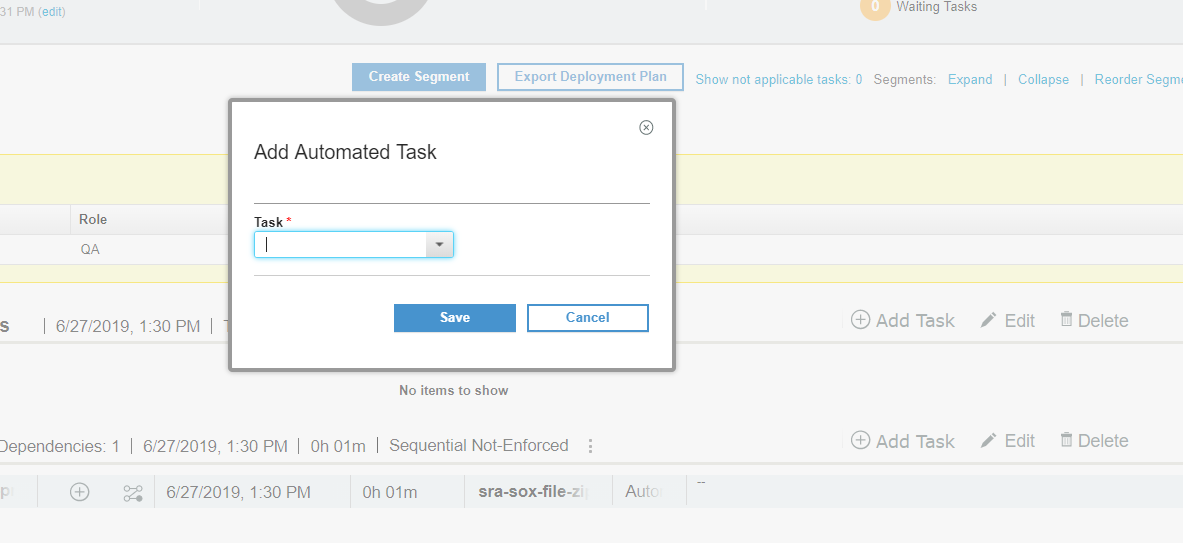 31 PM (edit)
0 Waiting Tasks
Create Segment Export Deployment Plan Show not applicable tasks: 0 Segments: Expand | Collapse | Reorder Segme
Add Automated Task
Task *
Role
QA
Save Cancel
s | 6/27/2019, 1:30 PM | T
Add Task Edit Delete
No items to show
Dependencies: 1 | 6/27/2019, 1:30 PM | 0h 01m | Sequential Not-Enforced
Add Task Edit Delete
6/27/2019, 1:30 PM 0h 01m sra-sox-file-zip Auto --